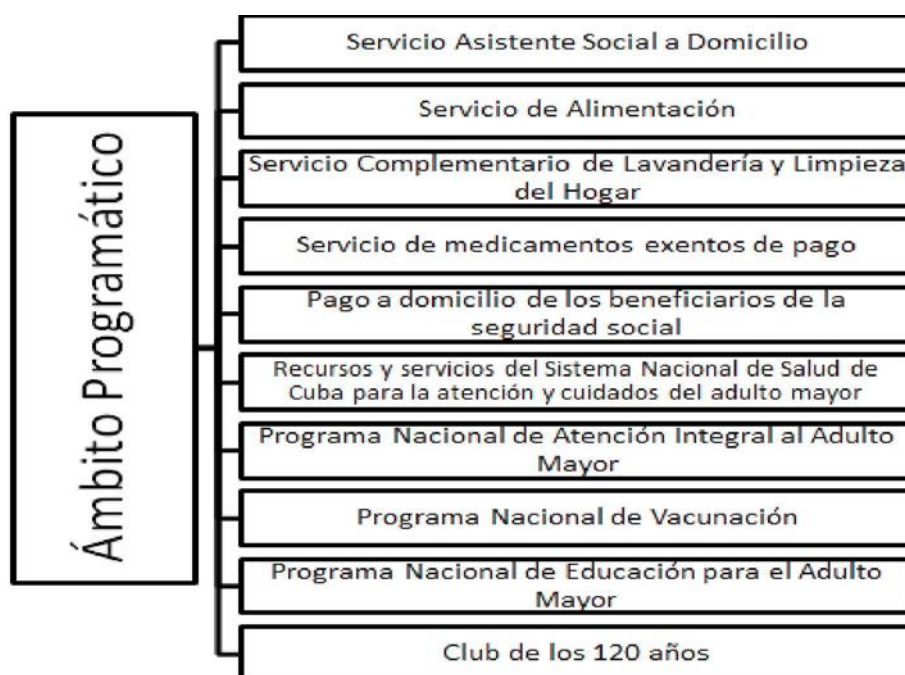 Ámbito Programático
Servicio Asistente Social a Domicilio
Servicio de Alimentación
Servicio Complementario de Lavandería y Limpieza
del Hogar
Servicio de medicamentos exentos de pago
Pago a domicilio de los beneficiarios de la
seguridad social
Recursos y servicios del Sistema Nacional de Salud de
Cuba para la atención y cuidados del adulto mayor
Programa Nacional de Atención Integral al Adulto
Mayor
Programa Nacional de Vacunación
Programa Nacional de Educación para el Adulto
Mayor
Club de los 120 años